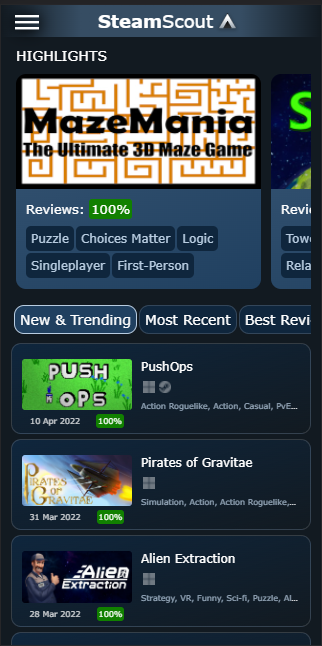 SteamScout
HIGHLIGHTS
MazeMania
The Ultimate 3D Maze Game
S
Reviews: 100%
Revi
Puzzle
Choices Matter
Logic
Tow
Singleplayer
First-Person
Rela
New & Trending
Most Recent
Best Revi
PUSH
OPS
PushOps
Action Roguelike, Action, Casual, PvE...
10 Apr 2022
100%
PIRATES OF
GRAVITAE
Pirates of Gravitae
Simulation, Action, Action Roguelike,...
31 Mar 2022
100%
Alien
Extraction
Alien Extraction
Strategy, VR, Funny, Sci-fi, Puzzle, Al...
28 Mar 2022
100%